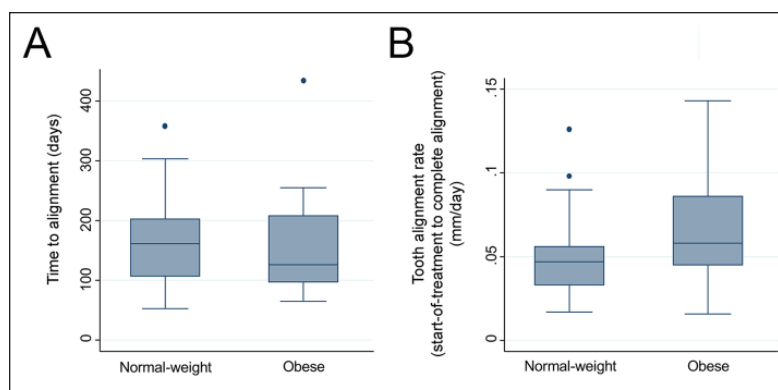 A
Time to alignment (days)
400
300
200
100
0
Normal-weight
Obese
B
Tooth alignment rate
(start-of-treatment to complete alignment)
(mm/day)
.15
.1
.05
0
Normal-weight
Obese